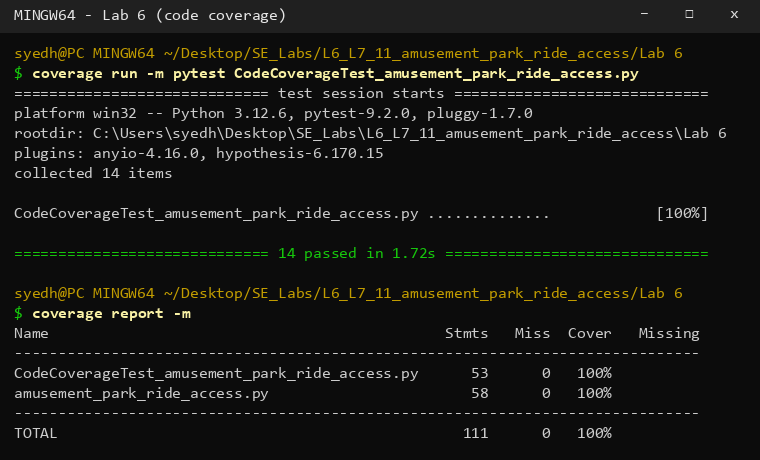 MINGW64 - Lab 6 (code coverage)
syedh@PC MINGW64 ~/Desktop/SE_Labs/L6_L7_11_amusement_park_ride_access/Lab 6
$ coverage run -m pytest CodeCoverageTest_amusement_park_ride_access.py
============================= test session starts =============================
platform win32 -- Python 3.12.6, pytest-9.2.0, pluggy-1.7.0
rootdir: C:\Users\syedh\Desktop\SE_Labs\L6_L7_11_amusement_park_ride_access\Lab 6
plugins: anyio-4.16.0, hypothesis-6.170.15
collected 14 items
CodeCoverageTest_amusement_park_ride_access.py ..............            [100%]
============================= 14 passed in 1.72s ==============================
syedh@PC MINGW64 ~/Desktop/SE_Labs/L6_L7_11_amusement_park_ride_access/Lab 6
$ coverage report -m
Name                                             Stmts   Miss  Cover   Missing
------------------------------------------------------------------------------
CodeCoverageTest_amusement_park_ride_access.py      53      0   100%
amusement_park_ride_access.py                       58      0   100%
------------------------------------------------------------------------------
TOTAL                                              111      0   100%